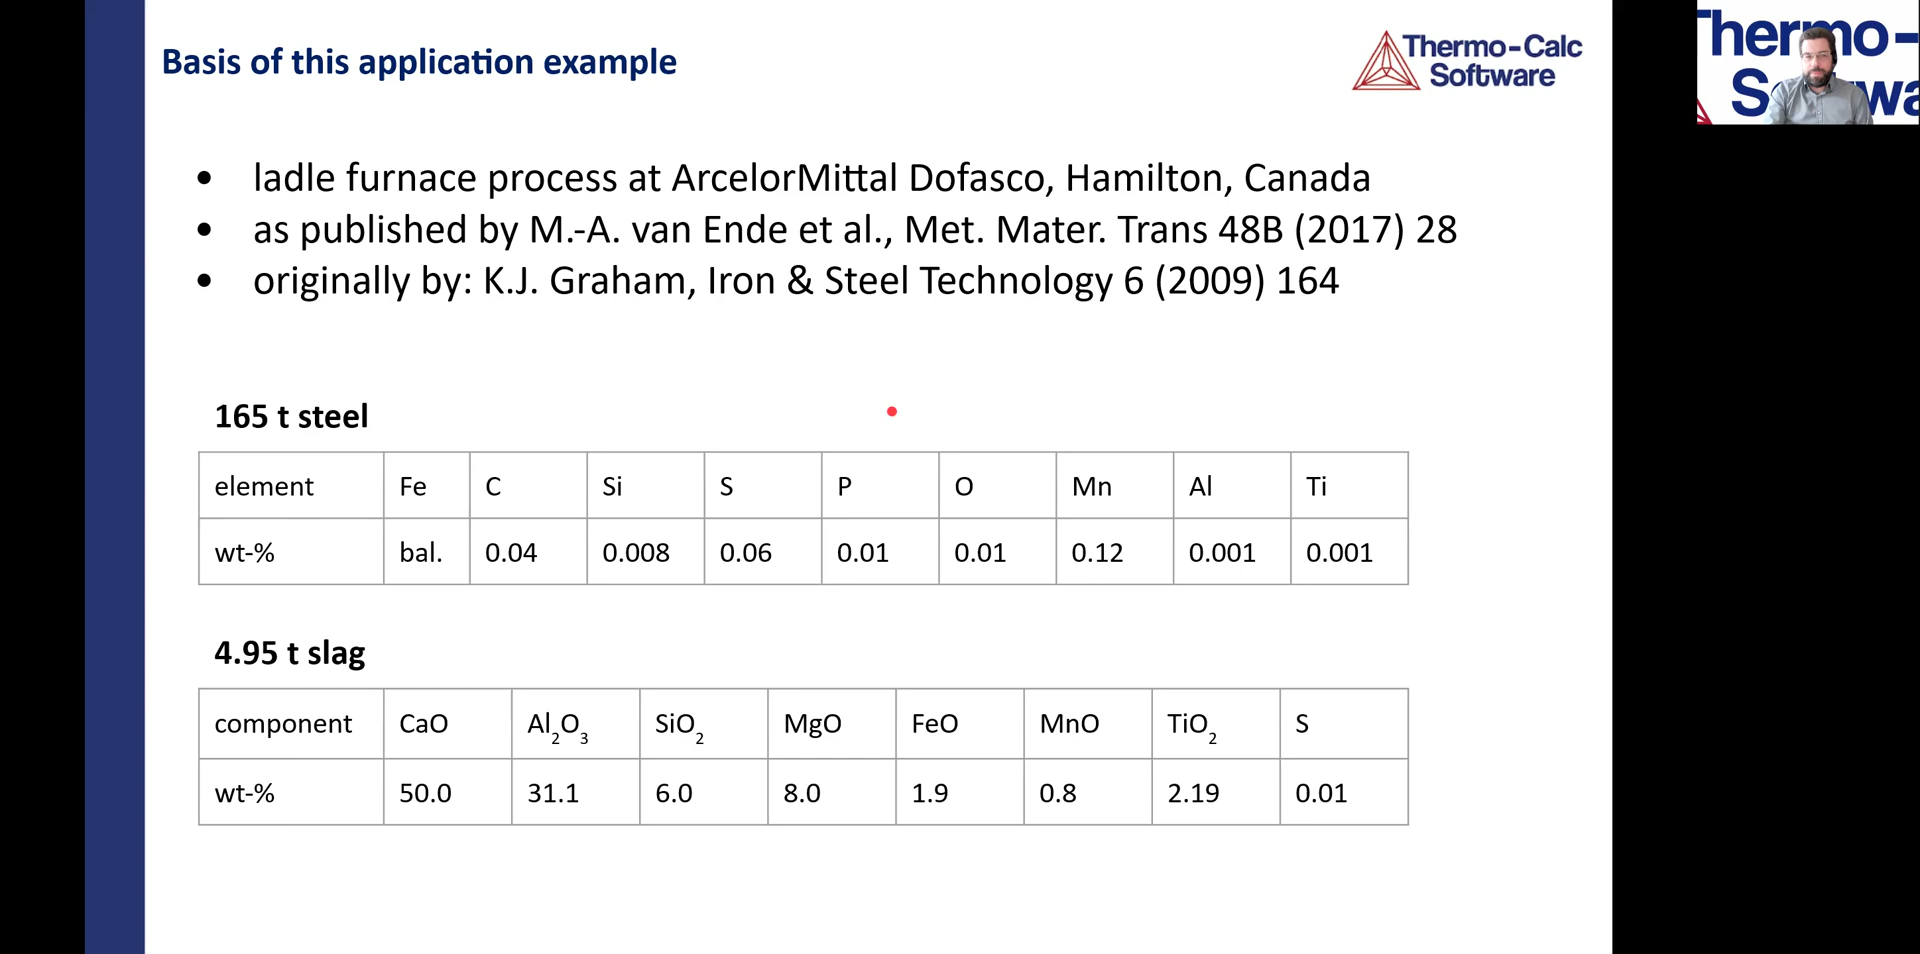 Basis of this application example
Thermo-Calc
Software
• ladle furnace process at ArcelorMittal Dofasco, Hamilton, Canada
• as published by M.-A. van Ende et al., Met. Mater. Trans 48B (2017) 28
• originally by: K.J. Graham, Iron & Steel Technology 6 (2009) 164
165 t steel
element Fe C Si S P O Mn Al Ti
wt-% bal. 0.04 0.008 0.06 0.01 0.01 0.12 0.001 0.001
4.95 t slag
component CaO Al₂O₃ SiO₂ MgO FeO MnO TiO₂ S
wt-% 50.0 31.1 6.0 8.0 1.9 0.8 2.19 0.01